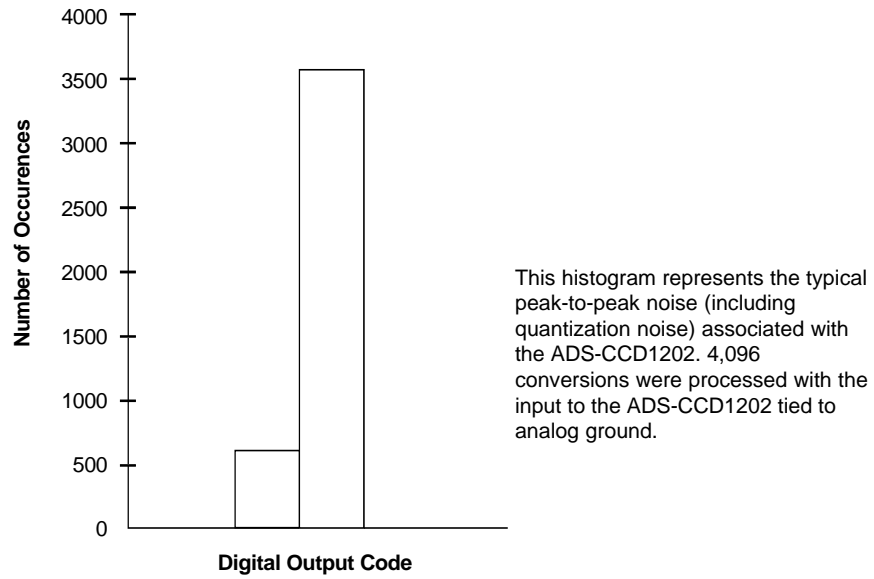 4000
3500
3000
2500
2000
1500
1000
500
0
Number of Occurences
Digital Output Code
This histogram represents the typical
peak-to-peak noise (including
quantization noise) associated with
the ADS-CCD1202. 4,096
conversions were processed with the
input to the ADS-CCD1202 tied to
analog ground.